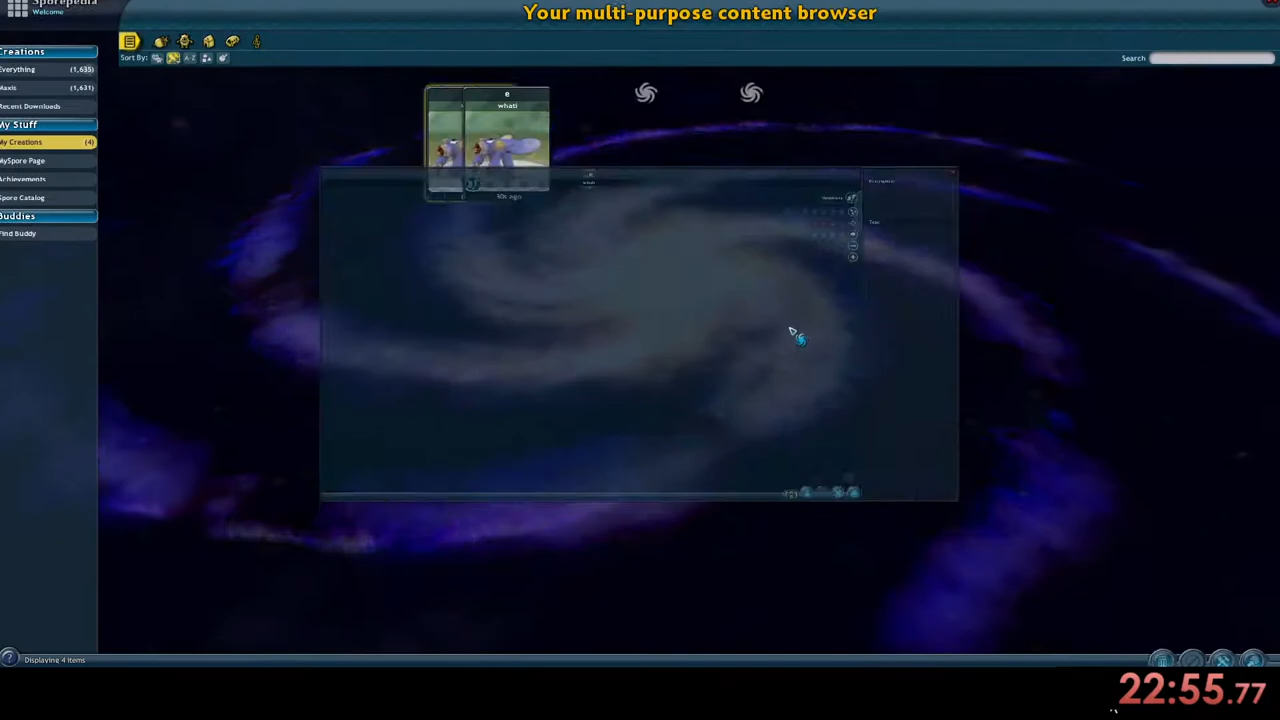 Sporepedia
Welcome
Your multi-purpose content browser
Sort By:
A-Z
Search
Creations
Everything (1,635)
Maxis (1,631)
Recent Downloads
My Stuff
My Creations (4)
MySpore Page
Achievements
Spore Catalog
Buddies
Find Buddy
e
whati
30s ago
Displaying 4 items
?
22:55.77